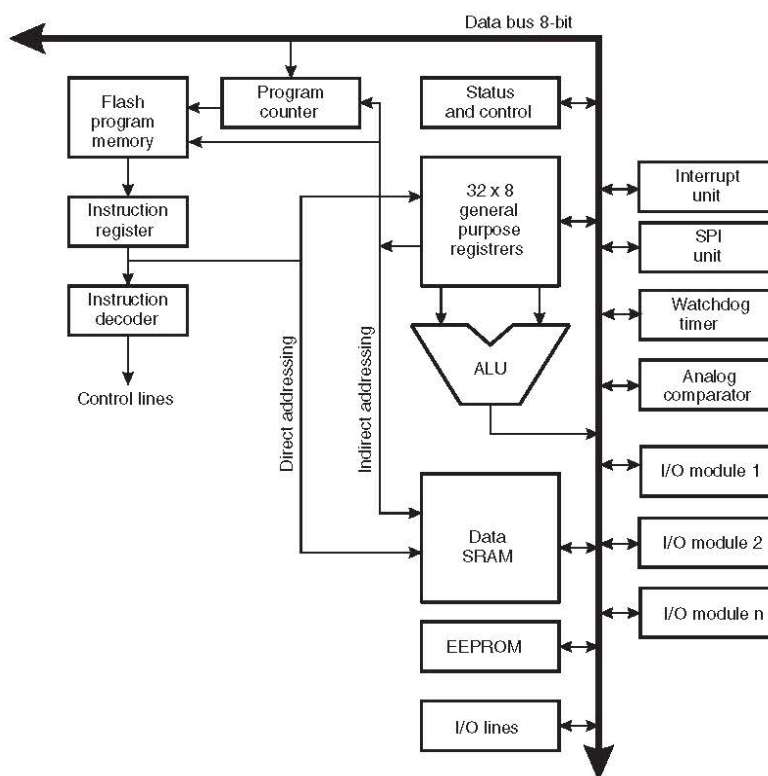 Data bus 8-bit
Flash
program
memory
Program
counter
Status
and control
Instruction
register
32 x 8
general
purpose
registrers
Interrupt
unit
SPI
unit
Instruction
decoder
Watchdog
timer
Control lines
Direct addressing
Indirect addressing
ALU
Analog
comparator
I/O module 1
Data
SRAM
I/O module 2
I/O module n
EEPROM
I/O lines